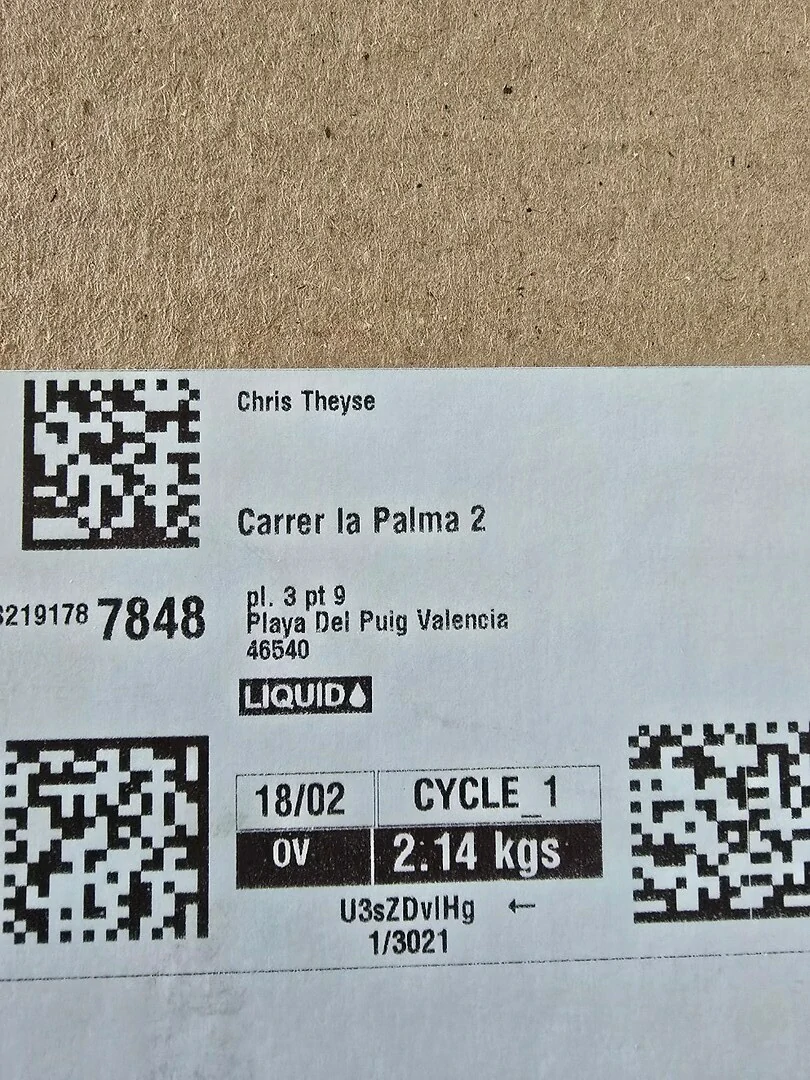 Chris Theyse
Carrer la Palma 2
219178 7848
pl. 3 pt 9
Playa Del Puig Valencia
46540
LIQUID
18/02 CYCLE_1
OV 2.14 kgs
U3sZDvlHg ←
1/3021